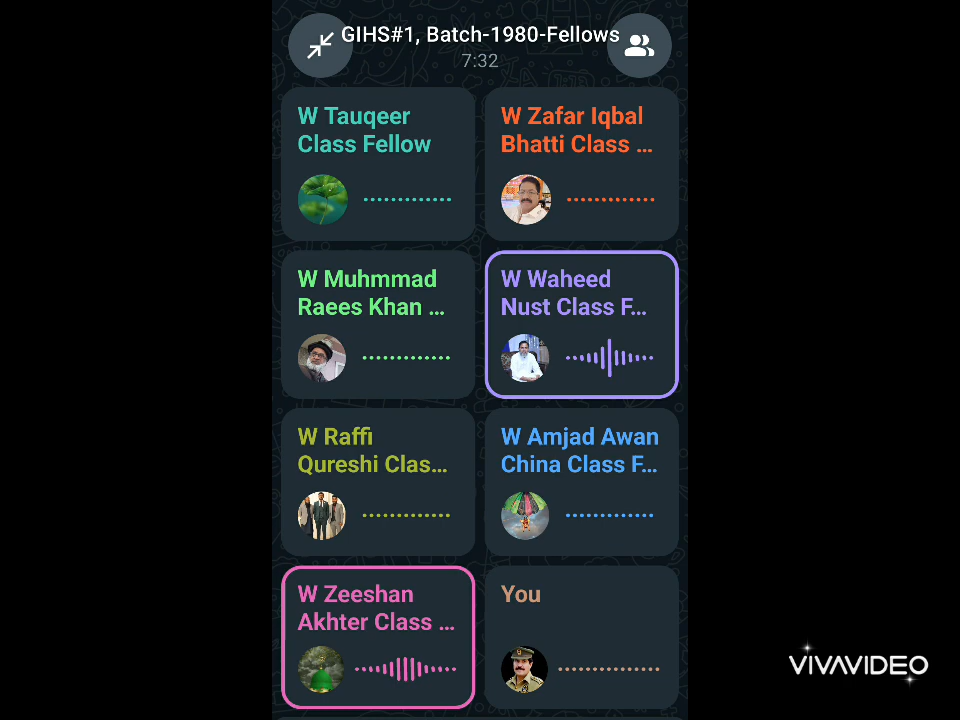 GIHS#1, Batch-1980-Fellows
7:32
W Tauqeer
Class Fellow
W Zafar Iqbal
Bhatti Class ...
W Muhmmad
Raees Khan ...
W Waheed
Nust Class F...
W Raffi
Qureshi Clas...
W Amjad Awan
China Class F...
W Zeeshan
Akhter Class ...
You
VIVAVIDEO